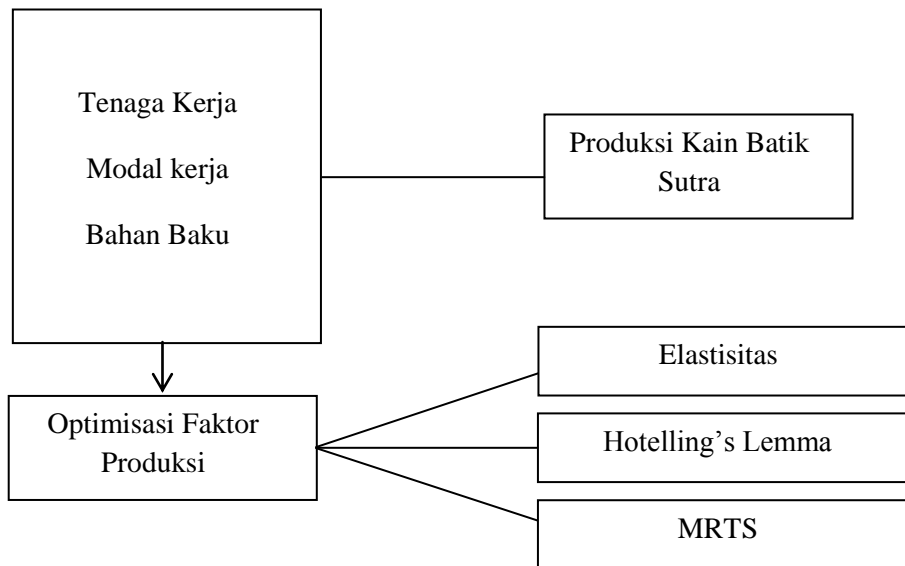 Tenaga Kerja
Modal kerja
Bahan Baku
Produksi Kain Batik
Sutra
Elastisitas
Optimisasi Faktor
Produksi
Hotelling’s Lemma
MRTS